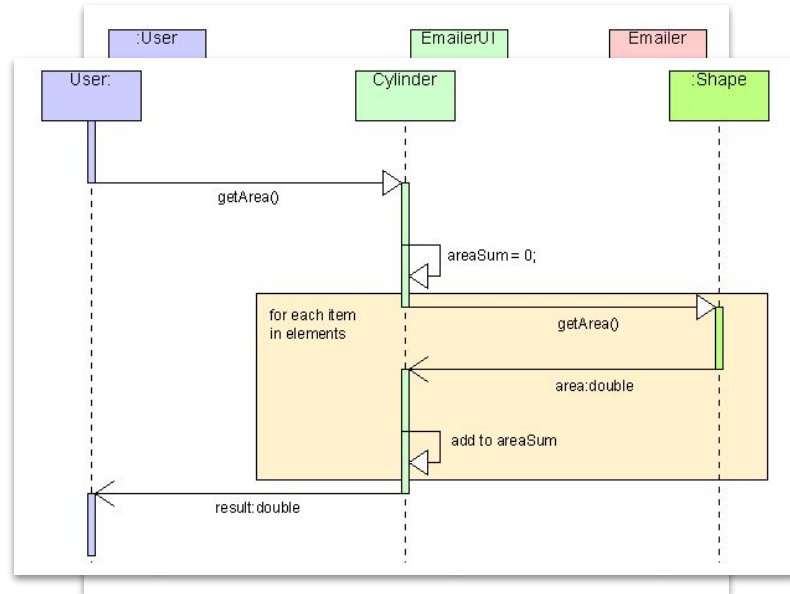 :User
EmailerUI
Emailer
User:
Cylinder
:Shape
getArea()
areaSum = 0;
for each item
in elements
getArea()
area:double
add to areaSum
result:double